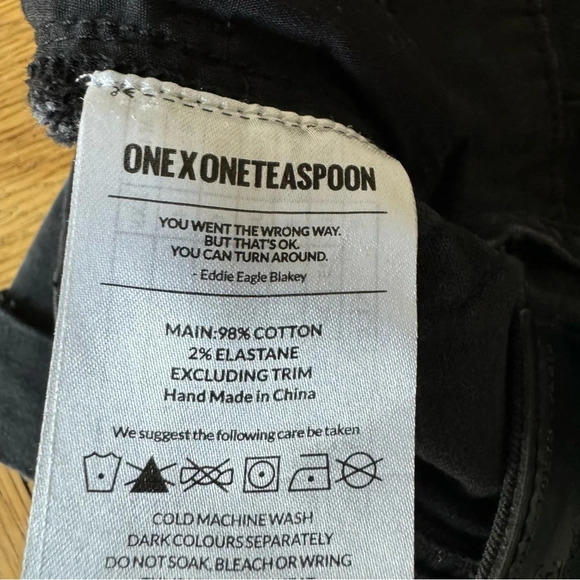 ONEXONETEASPOON
YOU WENT THE WRONG WAY.
BUT THAT'S OK.
YOU CAN TURN AROUND.
- Eddie Eagle Blakey
MAIN:98% COTTON
2% ELASTANE
EXCLUDING TRIM
Hand Made in China
We suggest the following care be taken
COLD MACHINE WASH
DARK COLOURS SEPARATELY
DO NOT SOAK, BLEACH OR WRING